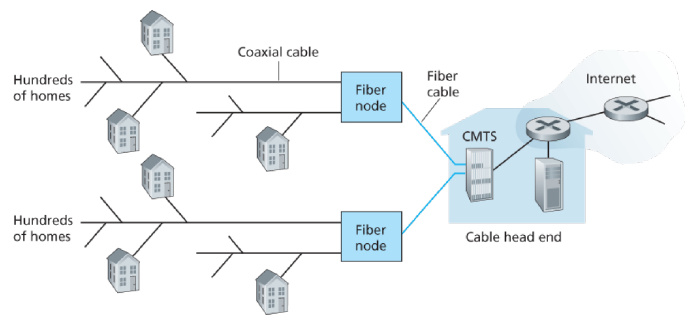 Coaxial cable
Hundreds
of homes
Fiber
node
Fiber
cable
Internet
CMTS
Hundreds
of homes
Fiber
node
Cable head end